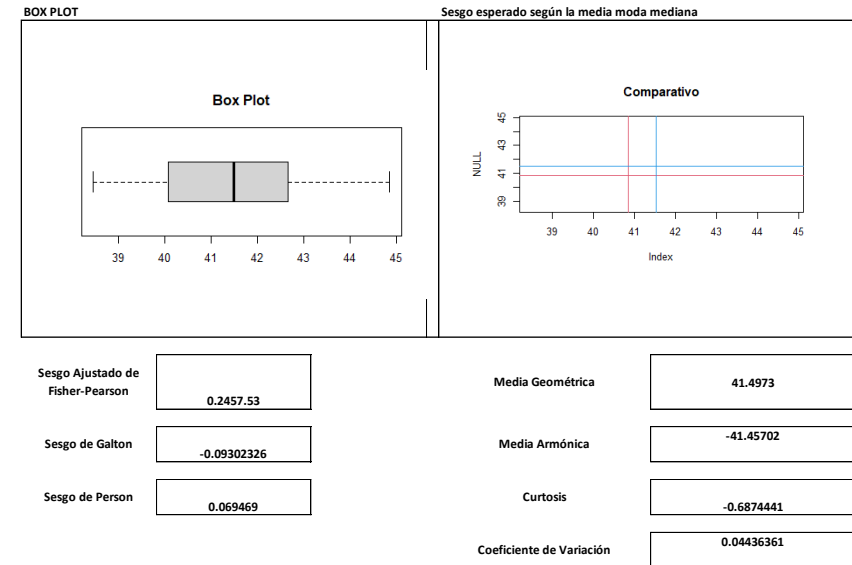 BOX PLOT
Sesgo esperado según la media moda mediana
Box Plot
39 40 41 42 43 44 45
Comparativo
NULL
39 41 43 45
39 40 41 42 43 44 45
Index
Sesgo Ajustado de
Fisher-Pearson
0.2457.53
Media Geométrica
41.4973
Sesgo de Galton
-0.09302326
Media Armónica
-41.45702
Sesgo de Person
0.069469
Curtosis
-0.6874441
Coeficiente de Variación
0.04436361